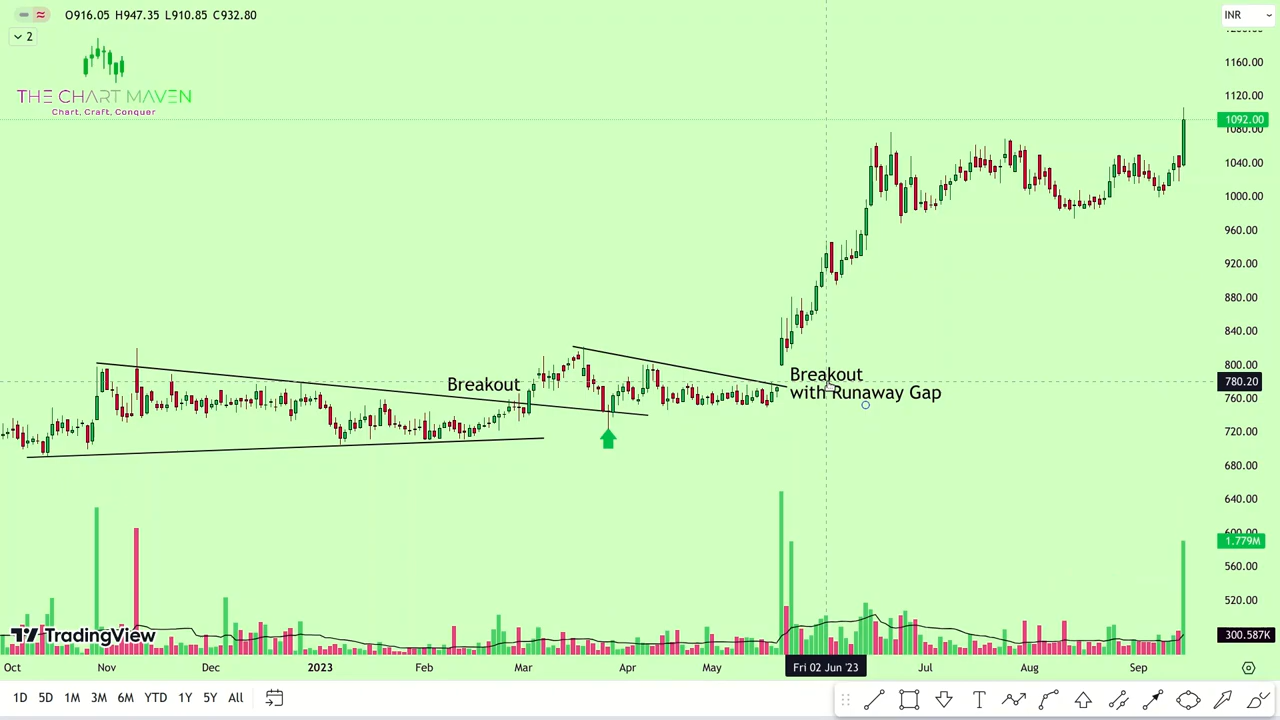 O916.05 H947.35 L910.85 C932.80
INR
2
THE CHART MAVEN
Chart, Craft, Conquer
1160.00
1120.00
1092.00
1080.00
1040.00
1000.00
960.00
920.00
880.00
840.00
800.00
780.20
760.00
720.00
680.00
640.00
600.00
1.779M
560.00
520.00
300.587K
Breakout
Breakout
with Runaway Gap
TradingView
Oct Nov Dec 2023 Feb Mar Apr May Fri 02 Jun '23 Jul Aug Sep
1D 5D 1M 3M 6M YTD 1Y 5Y All